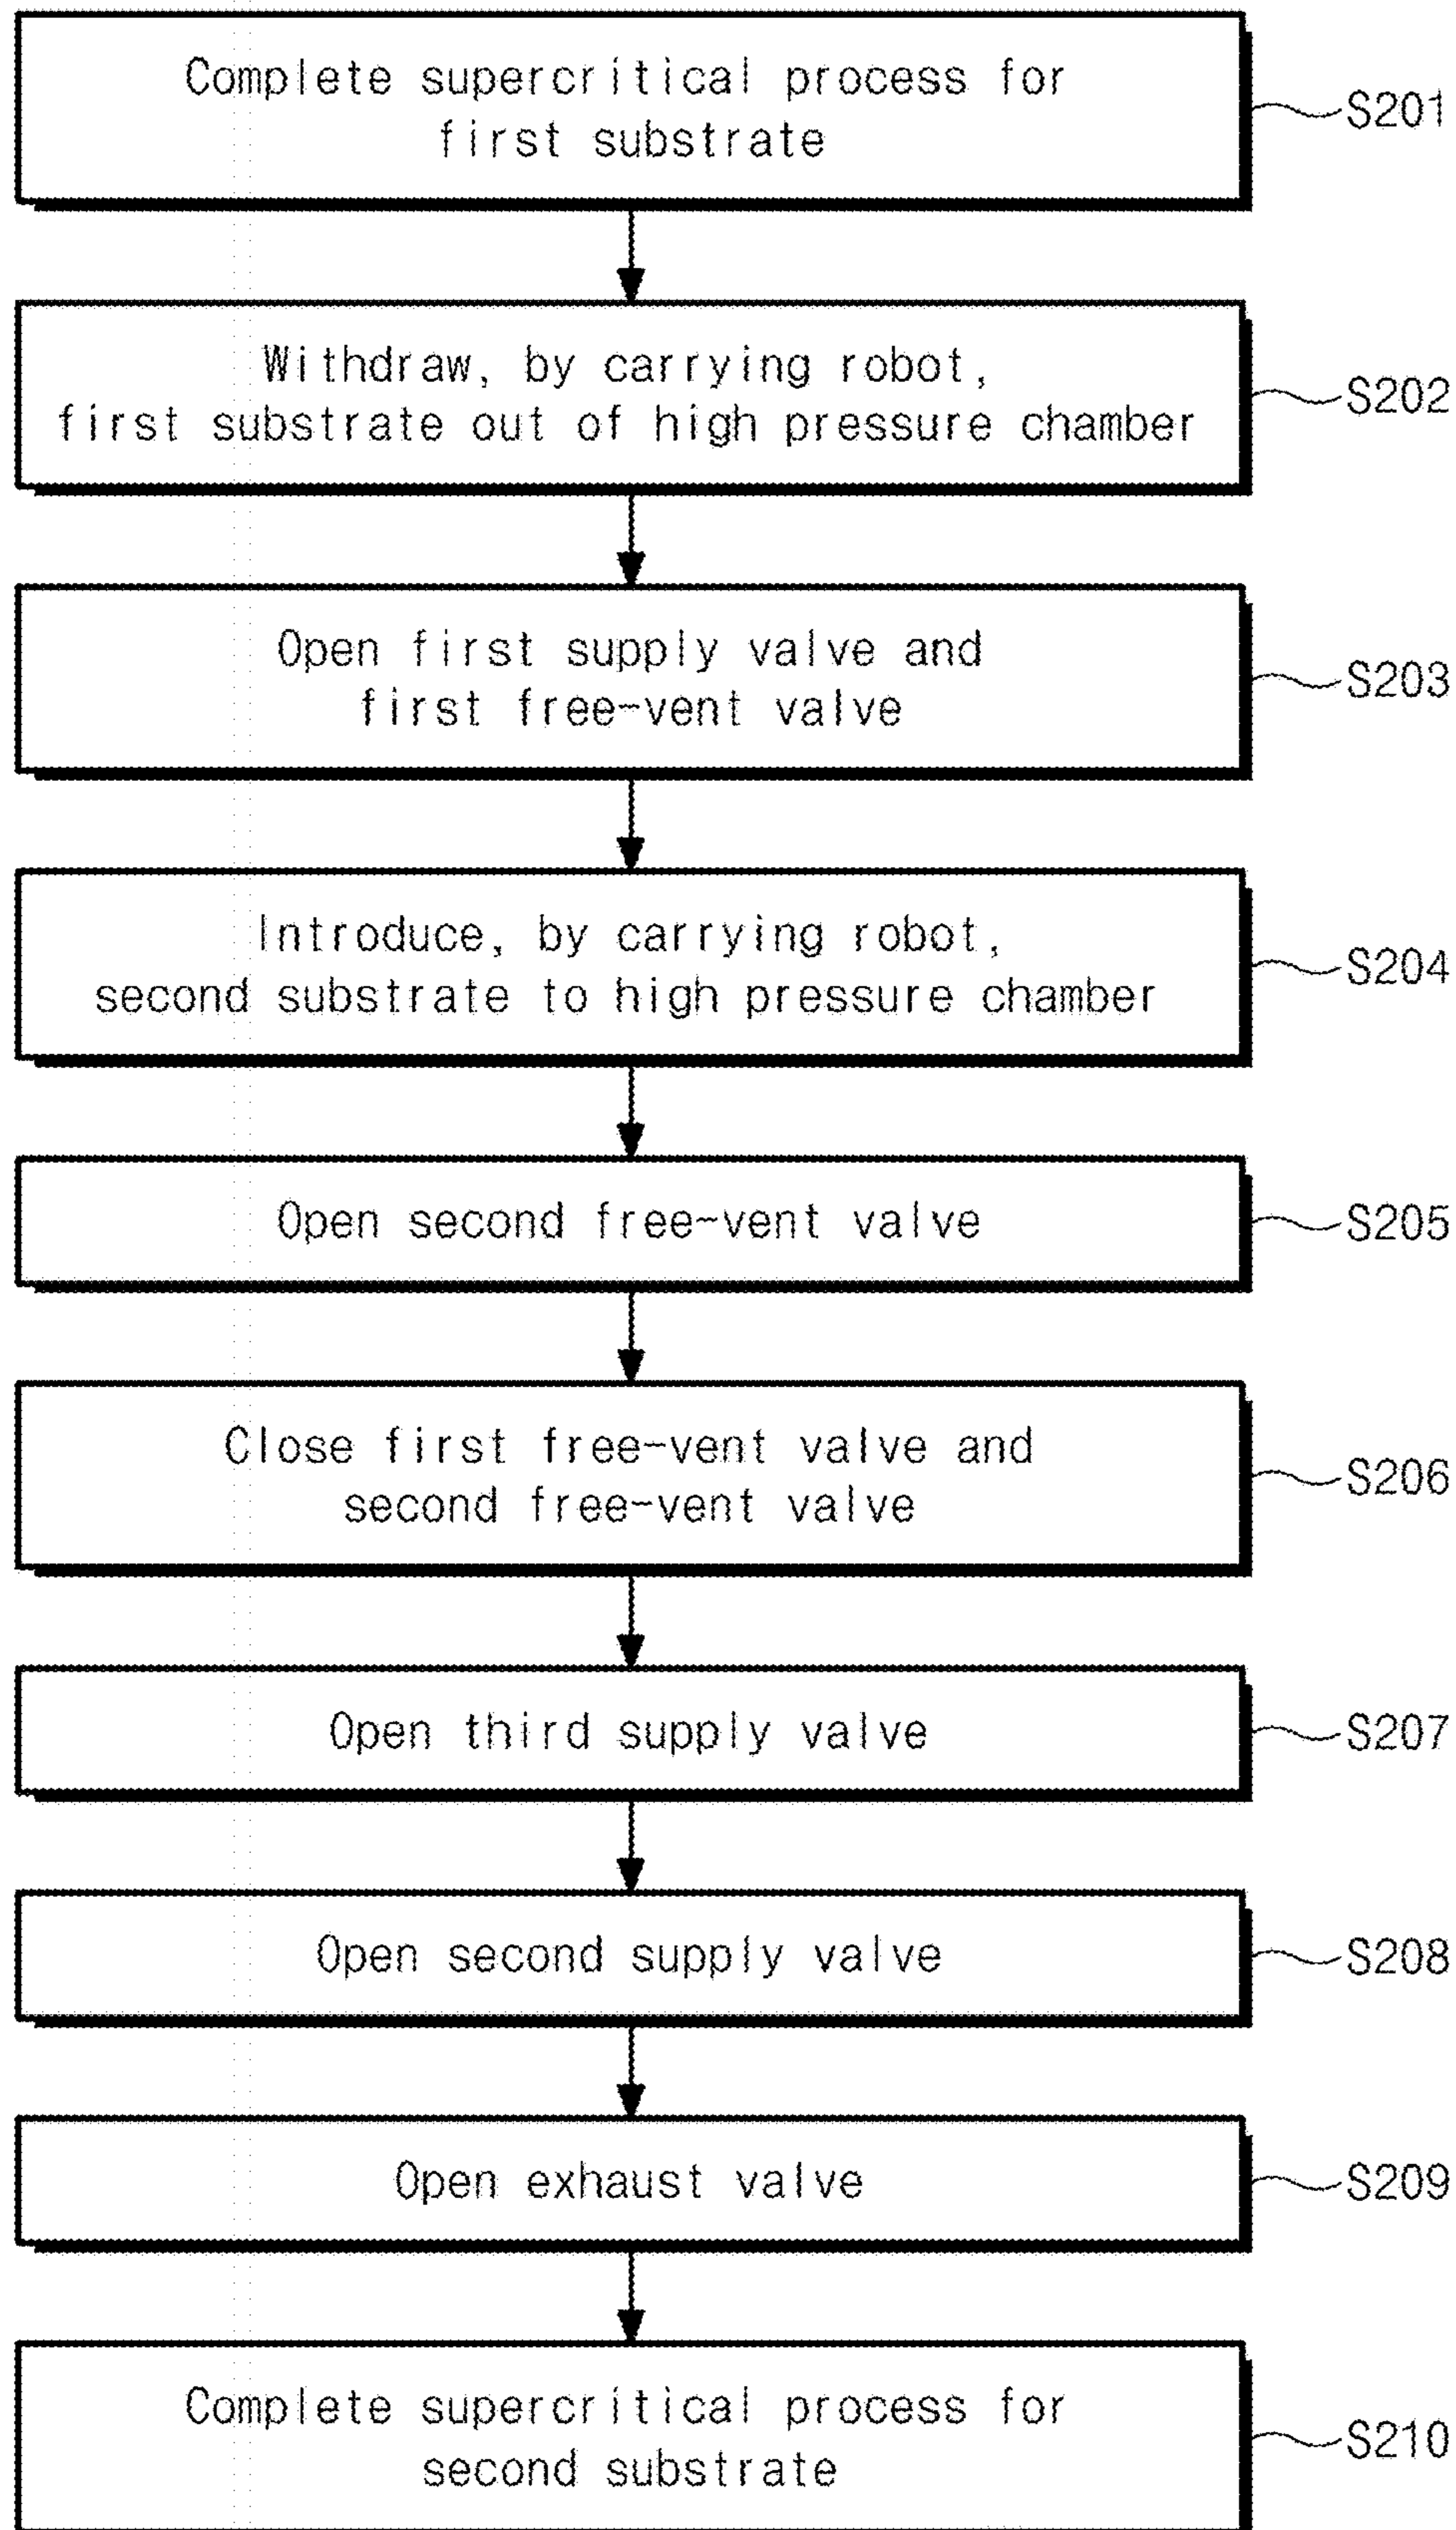 Complete supercritical process for
first substrate
S201
Withdraw, by carrying robot,
first substrate out of high pressure chamber
S202
Open first supply valve and
first free-vent valve
S203
Introduce, by carrying robot,
second substrate to high pressure chamber
S204
Open second free-vent valve
S205
Close first free-vent valve and
second free-vent valve
S206
Open third supply valve
S207
Open second supply valve
S208
Open exhaust valve
S209
Complete supercritical process for
second substrate
S210